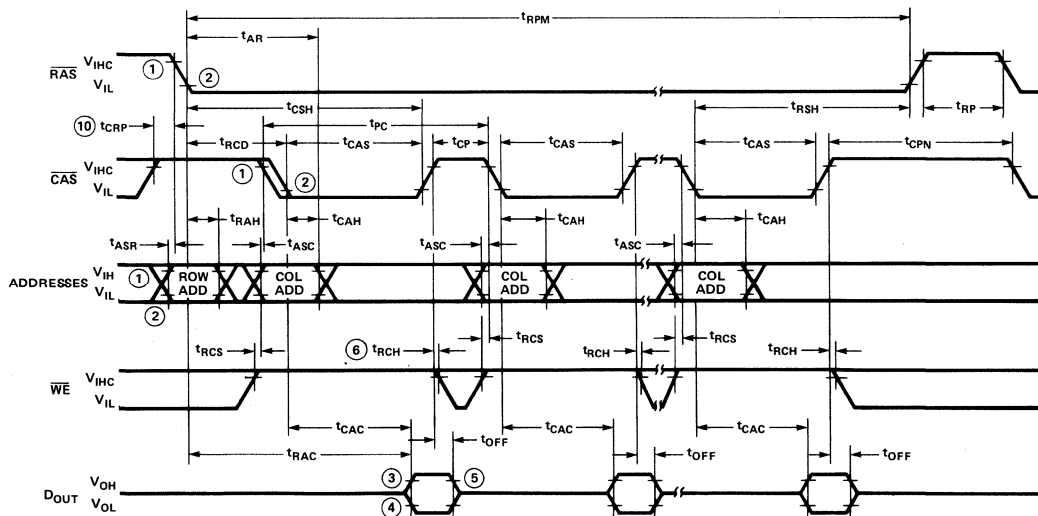 tRPM
tAR
RAS VIHC VIL ① ②
tCSH tRSH tRP
⑩ tCRP tPC
tRCD tCAS tCP tCAS tCAS tCPN
CAS VIHC VIL ① ②
tRAH tCAH tCAH tCAH
tASR tASC tASC tASC
ADDRESSES VIH VIL ① ② ROW ADD COL ADD COL ADD COL ADD
tRCS ⑥ tRCH tRCS tRCH tRCS tRCH
WE VIHC VIL
tCAC tOFF tCAC tOFF tCAC tOFF
tRAC
DOUT VOH VOL ③ ④ ⑤